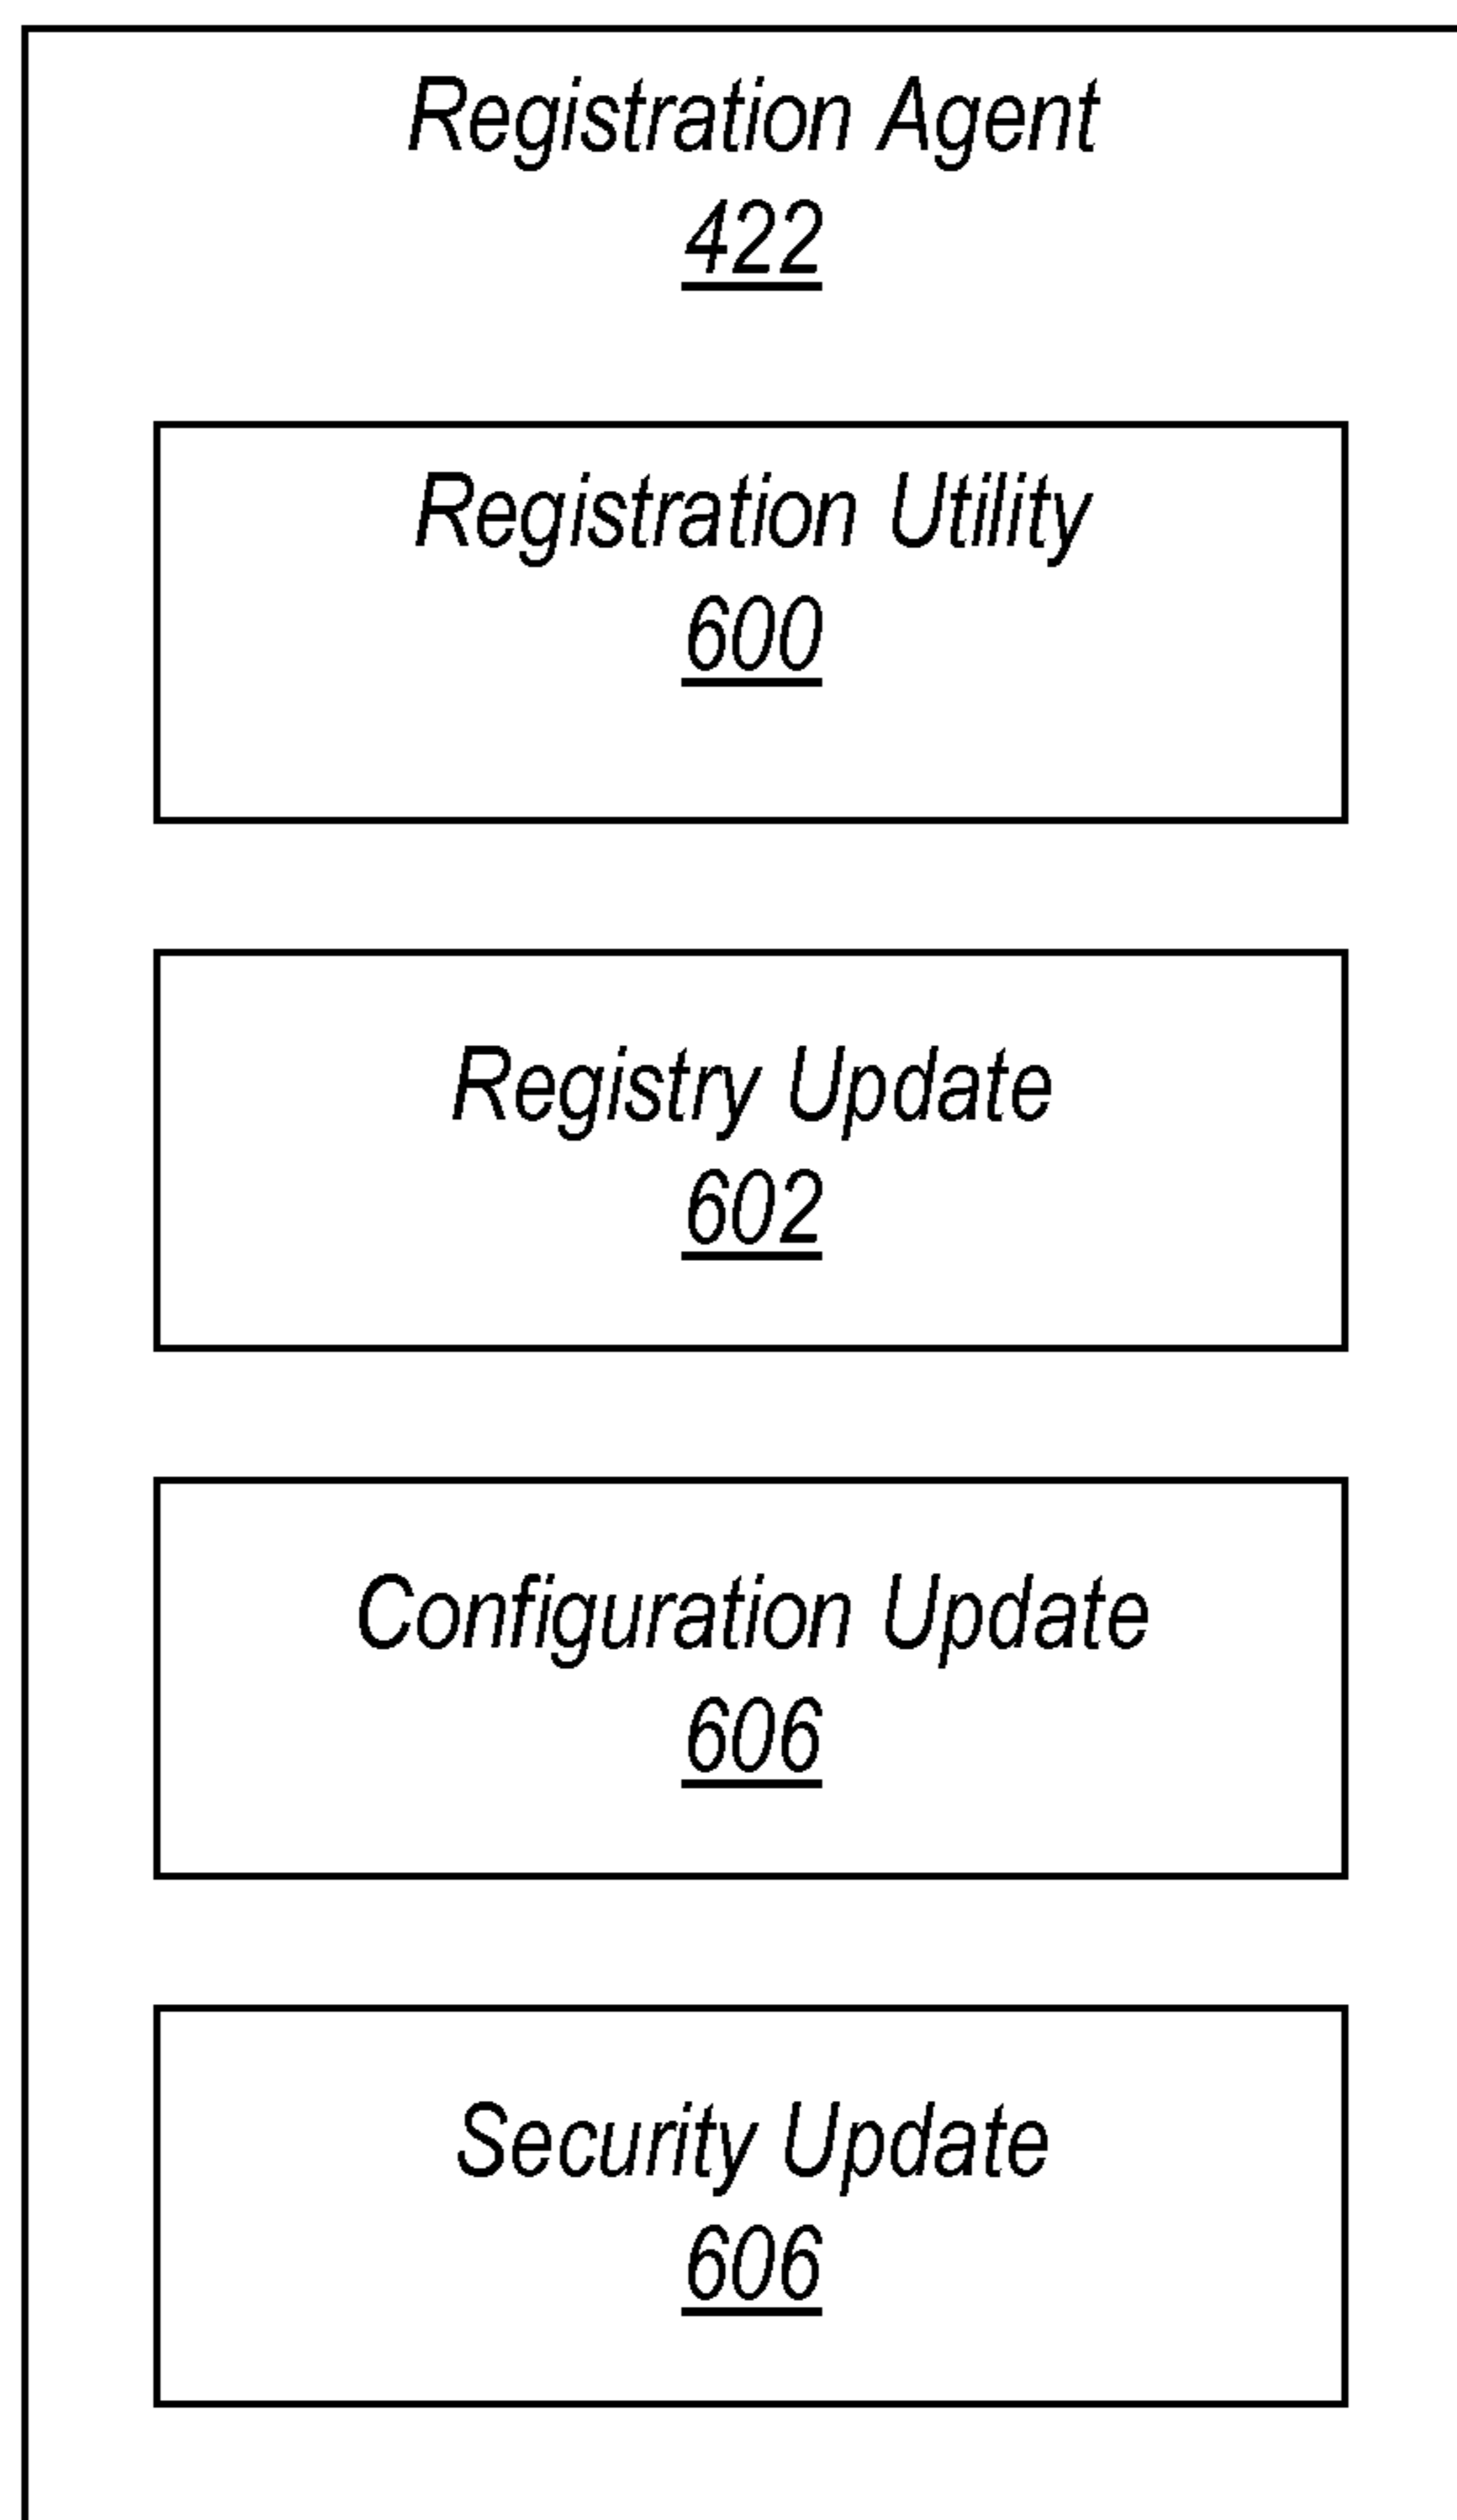 Registration Agent
422
Registration Utility
600
Registry Update
602
Configuration Update
606
Security Update
606